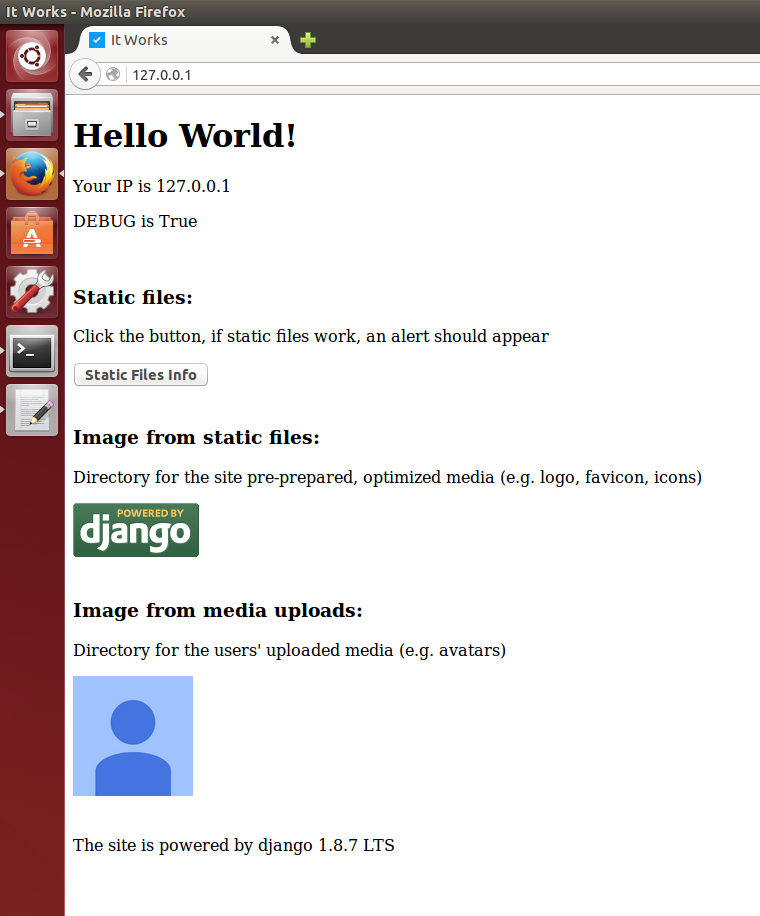 It Works - Mozilla Firefox
It Works
127.0.0.1
Hello World!
Your IP is 127.0.0.1
DEBUG is True
Static files:
Click the button, if static files work, an alert should appear
Static Files Info
Image from static files:
Directory for the site pre-prepared, optimized media (e.g. logo, favicon, icons)
POWERED BY
django
Image from media uploads:
Directory for the users' uploaded media (e.g. avatars)
The site is powered by django 1.8.7 LTS